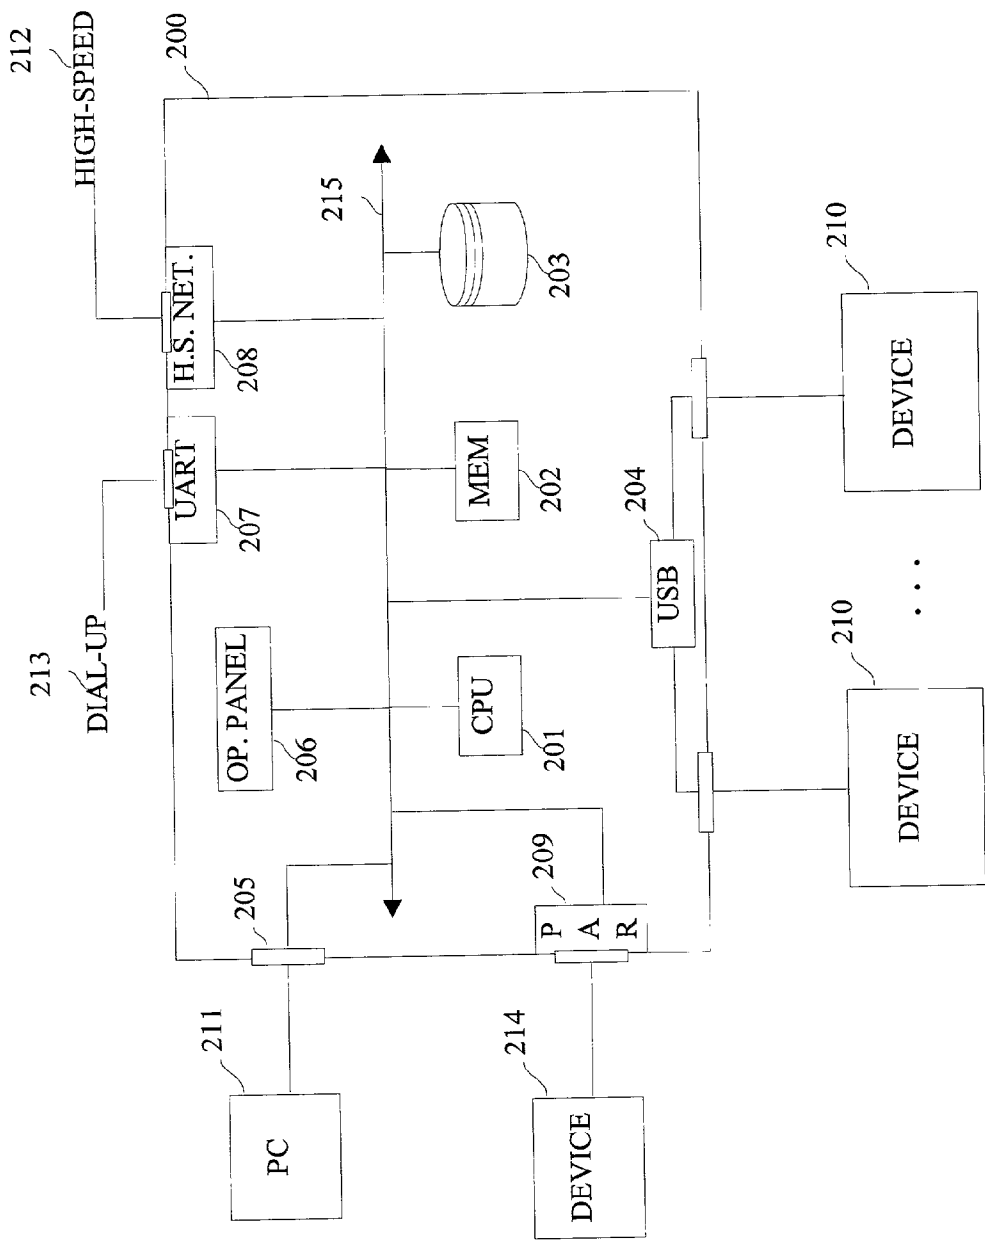 212
HIGH-SPEED
200
213
DIAL-UP
UART
207
H.S. NET.
208
215
OP. PANEL
206
CPU
201
MEM
202
203
205
209
P
A
R
USB
204
211
PC
214
DEVICE
210
DEVICE
. . .
210
DEVICE